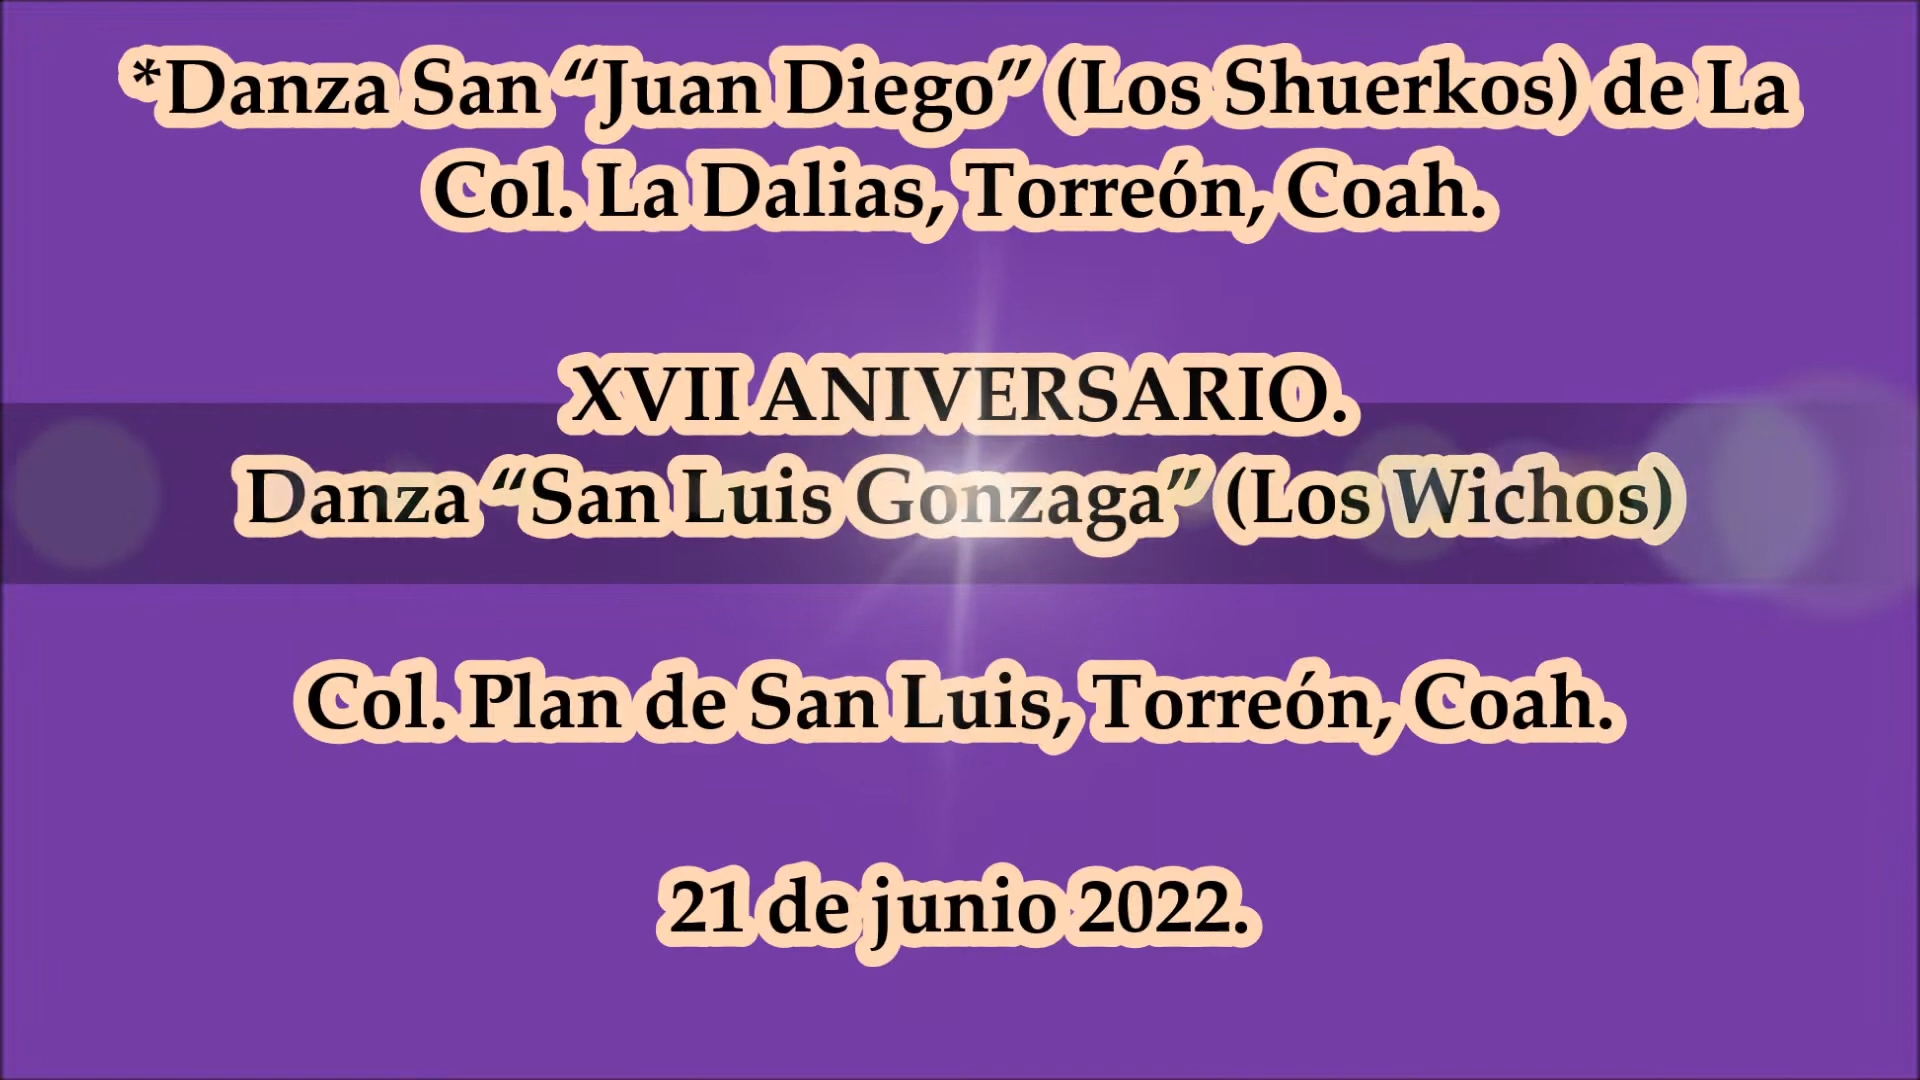 *Danza San “Juan Diego” (Los Shuerkos) de La
Col. La Dalias, Torreón, Coah.
XVII ANIVERSARIO.
Danza “San Luis Gonzaga” (Los Wichos)
Col. Plan de San Luis, Torreón, Coah.
21 de junio 2022.